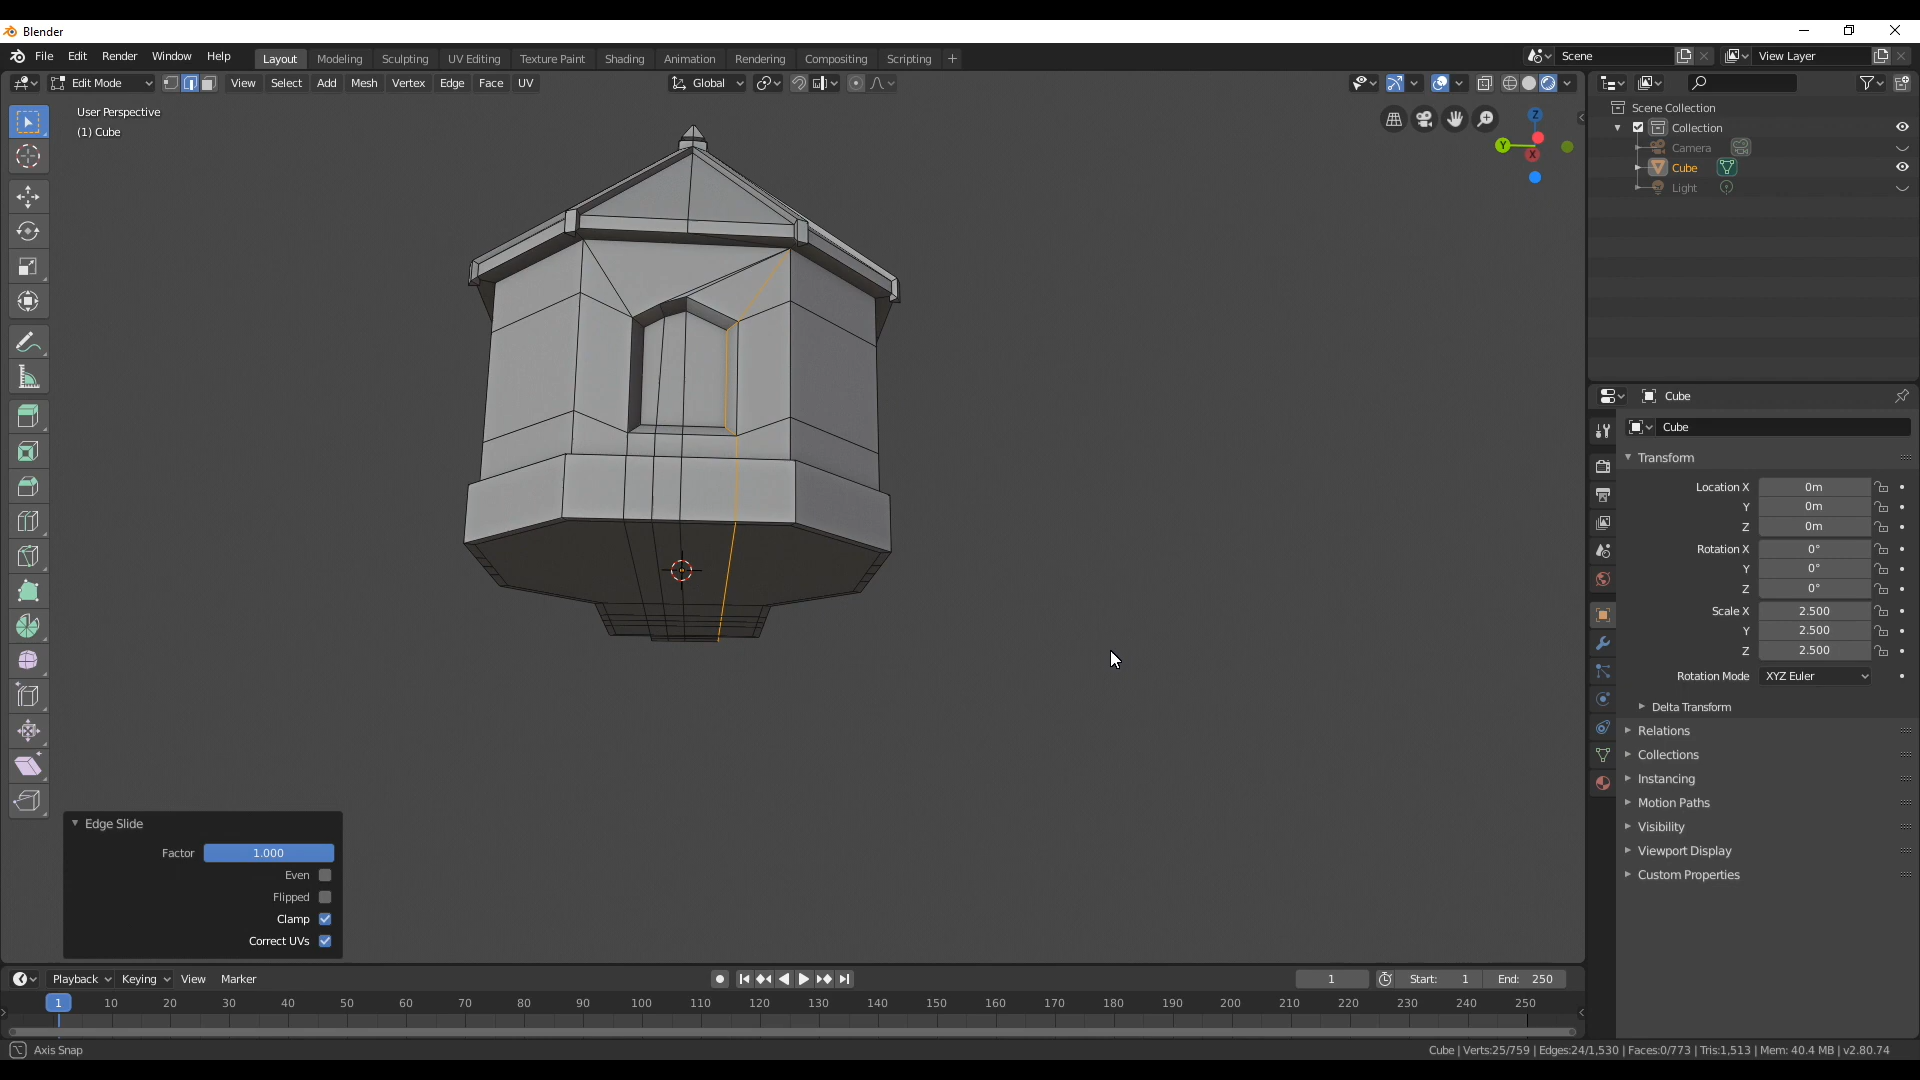 Blender
File Edit Render Window Help Layout Modeling Sculpting UV Editing Texture Paint Shading Animation Rendering Compositing Scripting + Scene View Layer
Edit Mode View Select Add Mesh Vertex Edge Face UV Global
User Perspective
(1) Cube
Z
Y
X
Scene Collection
Collection
Camera
Cube
Light
Cube
Cube
Transform
Location X 0m
Y 0m
Z 0m
Rotation X 0°
Y 0°
Z 0°
Scale X 2.500
Y 2.500
Z 2.500
Rotation Mode XYZ Euler
Delta Transform
Relations
Collections
Instancing
Motion Paths
Visibility
Viewport Display
Custom Properties
Edge Slide
Factor 1.000
Even
Flipped
Clamp
Correct UVs
Playback Keying View Marker 1 Start: 1 End: 250
1 10 20 30 40 50 60 70 80 90 100 110 120 130 140 150 160 170 180 190 200 210 220 230 240 250
Axis Snap Cube | Verts:25/759 | Edges:24/1,530 | Faces:0/773 | Tris:1,513 | Mem: 40.4 MB | v2.80.74